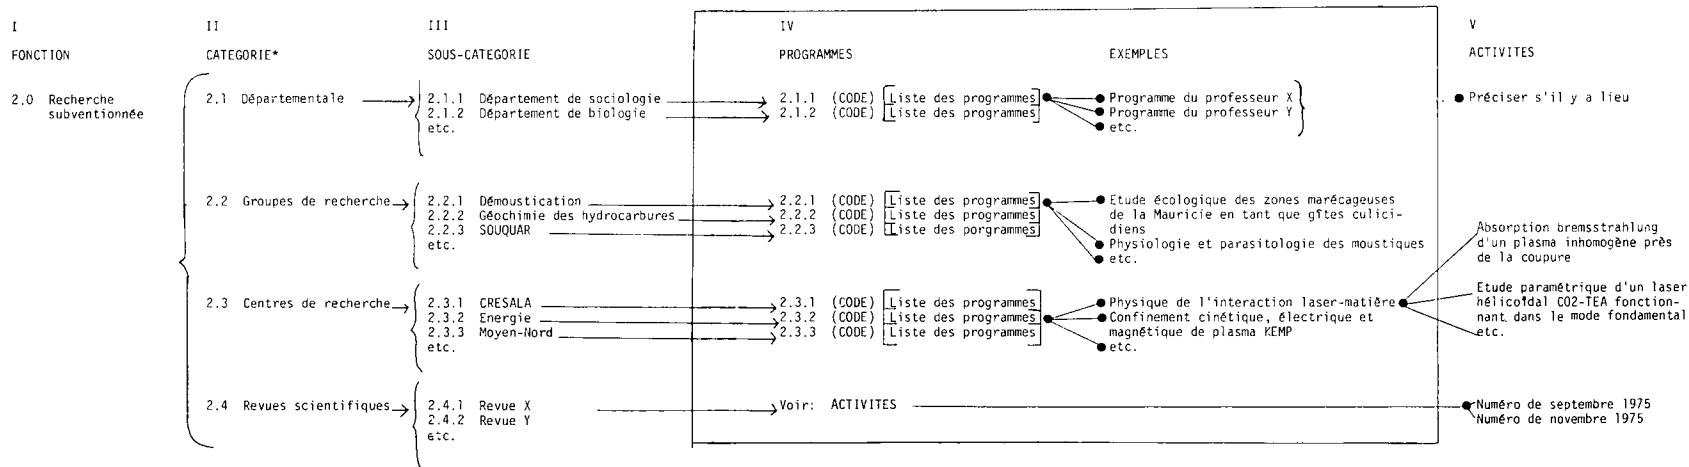 I II III IV V
FONCTION CATEGORIE* SOUS-CATEGORIE PROGRAMMES EXEMPLES ACTIVITES
2.0 Recherche subventionnée
2.1 Départementale
2.1.1 Département de sociologie
2.1.2 Département de biologie
etc.
2.1.1 (CODE) [Liste des programmes]
2.1.2 (CODE) [Liste des programmes]
Programme du professeur X
Programme du professeur Y
etc.
Préciser s'il y a lieu
2.2 Groupes de recherche
2.2.1 Démoustication
2.2.2 Géochimie des hydrocarbures
2.2.3 SOUQUAR
etc.
2.2.1 (CODE) [Liste des programmes]
2.2.2 (CODE) [Liste des programmes]
2.2.3 (CODE) [Liste des porgrammes]
Etude écologique des zones marécageuses
de la Mauricie en tant que gîtes culici-
diens
Physiologie et parasitologie des moustiques
etc.
2.3 Centres de recherche
2.3.1 CRESALA
2.3.2 Energie
2.3.3 Moyen-Nord
etc.
2.3.1 (CODE) [Liste des programmes]
2.3.2 (CODE) [Liste des programmes]
2.3.3 (CODE) [Liste des programmes]
Physique de l'interaction laser-matière
Confinement cinétique, électrique et
magnétique de plasma KEMP
etc.
Absorption bremsstrahlung
d'un plasma inhomogène près
de la coupure
Etude paramétrique d'un laser
hélicoïdal CO2-TEA fonction-
nant dans le mode fondamental
etc.
2.4 Revues scientifiques
2.4.1 Revue X
2.4.2 Revue Y
etc.
Voir: ACTIVITES
Numéro de septembre 1975
Numéro de novembre 1975